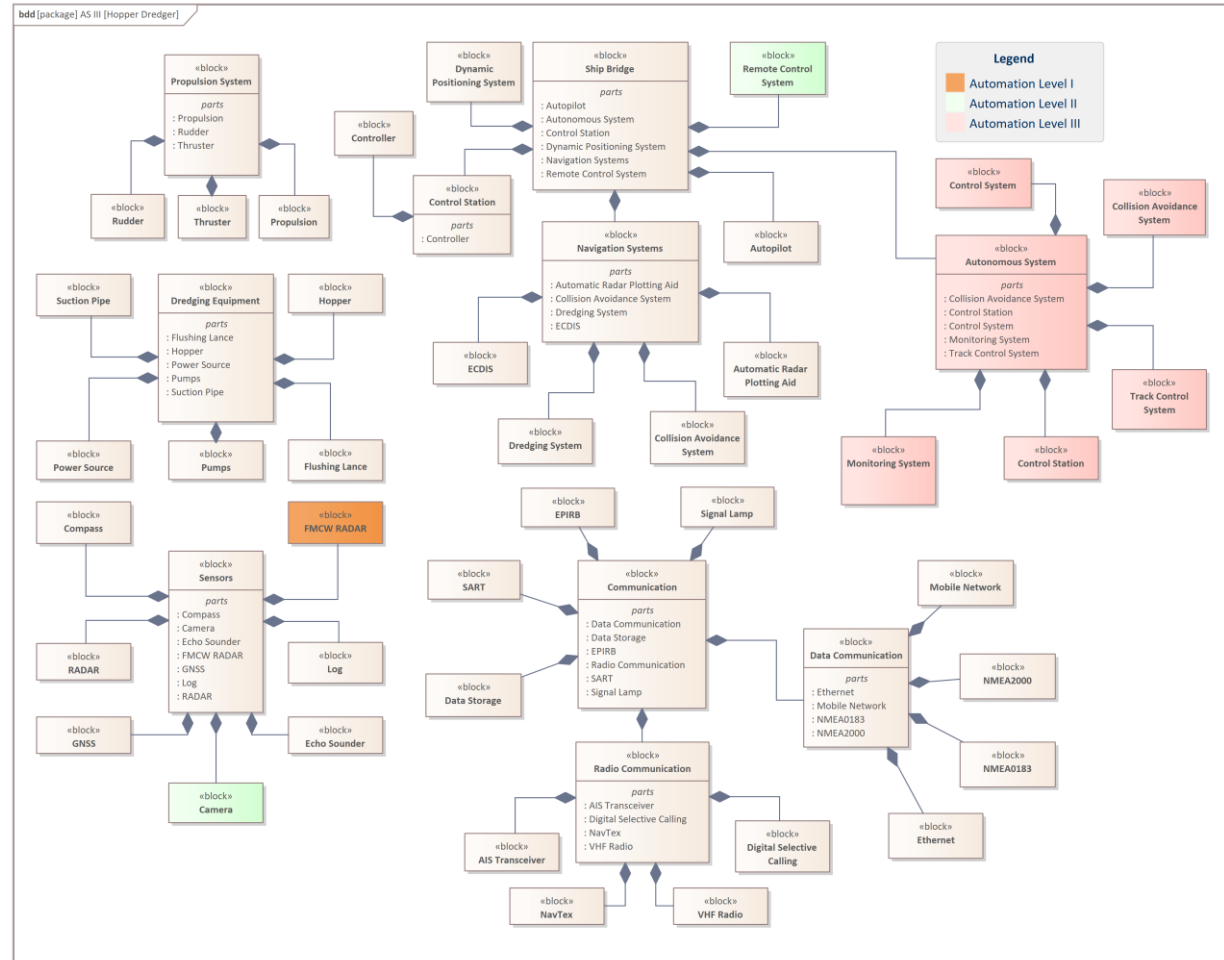 bdd [package] AS III [Hopper Dredger]
«block»
Propulsion System
parts
: Propulsion
: Rudder
: Thruster
«block»
Rudder
«block»
Thruster
«block»
Propulsion
«block»
Dynamic
Positioning System
«block»
Ship Bridge
parts
: Autopilot
: Autonomous System
: Control Station
: Dynamic Positioning System
: Navigation Systems
: Remote Control System
«block»
Remote Control
System
Legend
Automation Level I
Automation Level II
Automation Level III
«block»
Controller
«block»
Control Station
parts
: Controller
«block»
Autopilot
«block»
Navigation Systems
parts
: Automatic Radar Plotting Aid
: Collision Avoidance System
: Dredging System
: ECDIS
«block»
ECDIS
«block»
Automatic Radar
Plotting Aid
«block»
Dredging System
«block»
Collision Avoidance
System
«block»
Control System
«block»
Collision Avoidance
System
«block»
Autonomous System
parts
: Collision Avoidance System
: Control Station
: Control System
: Monitoring System
: Track Control System
«block»
Track Control
System
«block»
Monitoring System
«block»
Control Station
«block»
Suction Pipe
«block»
Dredging Equipment
parts
: Flushing Lance
: Hopper
: Power Source
: Pumps
: Suction Pipe
«block»
Hopper
«block»
Power Source
«block»
Pumps
«block»
Flushing Lance
«block»
Compass
«block»
FMCW RADAR
«block»
Sensors
parts
: Compass
: Camera
: Echo Sounder
: FMCW RADAR
: GNSS
: Log
: RADAR
«block»
RADAR
«block»
Log
«block»
GNSS
«block»
Echo Sounder
«block»
Camera
«block»
EPIRB
«block»
Signal Lamp
«block»
SART
«block»
Communication
parts
: Data Communication
: Data Storage
: EPIRB
: Radio Communication
: SART
: Signal Lamp
«block»
Data Storage
«block»
Mobile Network
«block»
Data Communication
parts
: Ethernet
: Mobile Network
: NMEA0183
: NMEA2000
«block»
NMEA2000
«block»
NMEA0183
«block»
Ethernet
«block»
Radio Communication
parts
: AIS Transceiver
: Digital Selective Calling
: NavTex
: VHF Radio
«block»
AIS Transceiver
«block»
Digital Selective
Calling
«block»
NavTex
«block»
VHF Radio